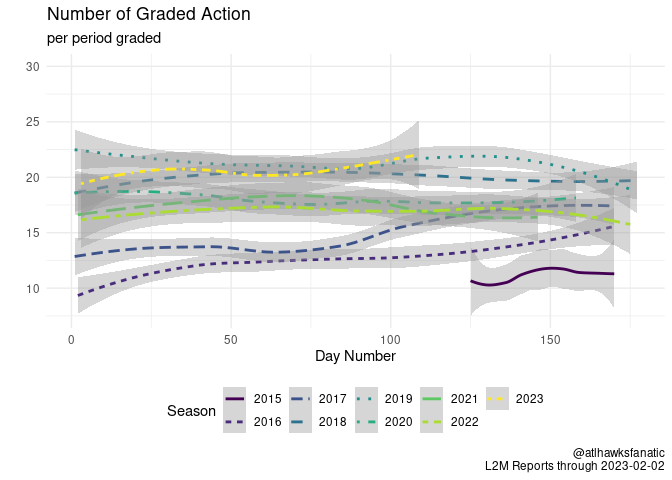 Number of Graded Action
per period graded
30
25
20
15
10
0 50 100 150
Day Number
Season
2015 2017 2019 2021 2023
2016 2018 2020 2022
@atlhawksfanatic
L2M Reports through 2023-02-02